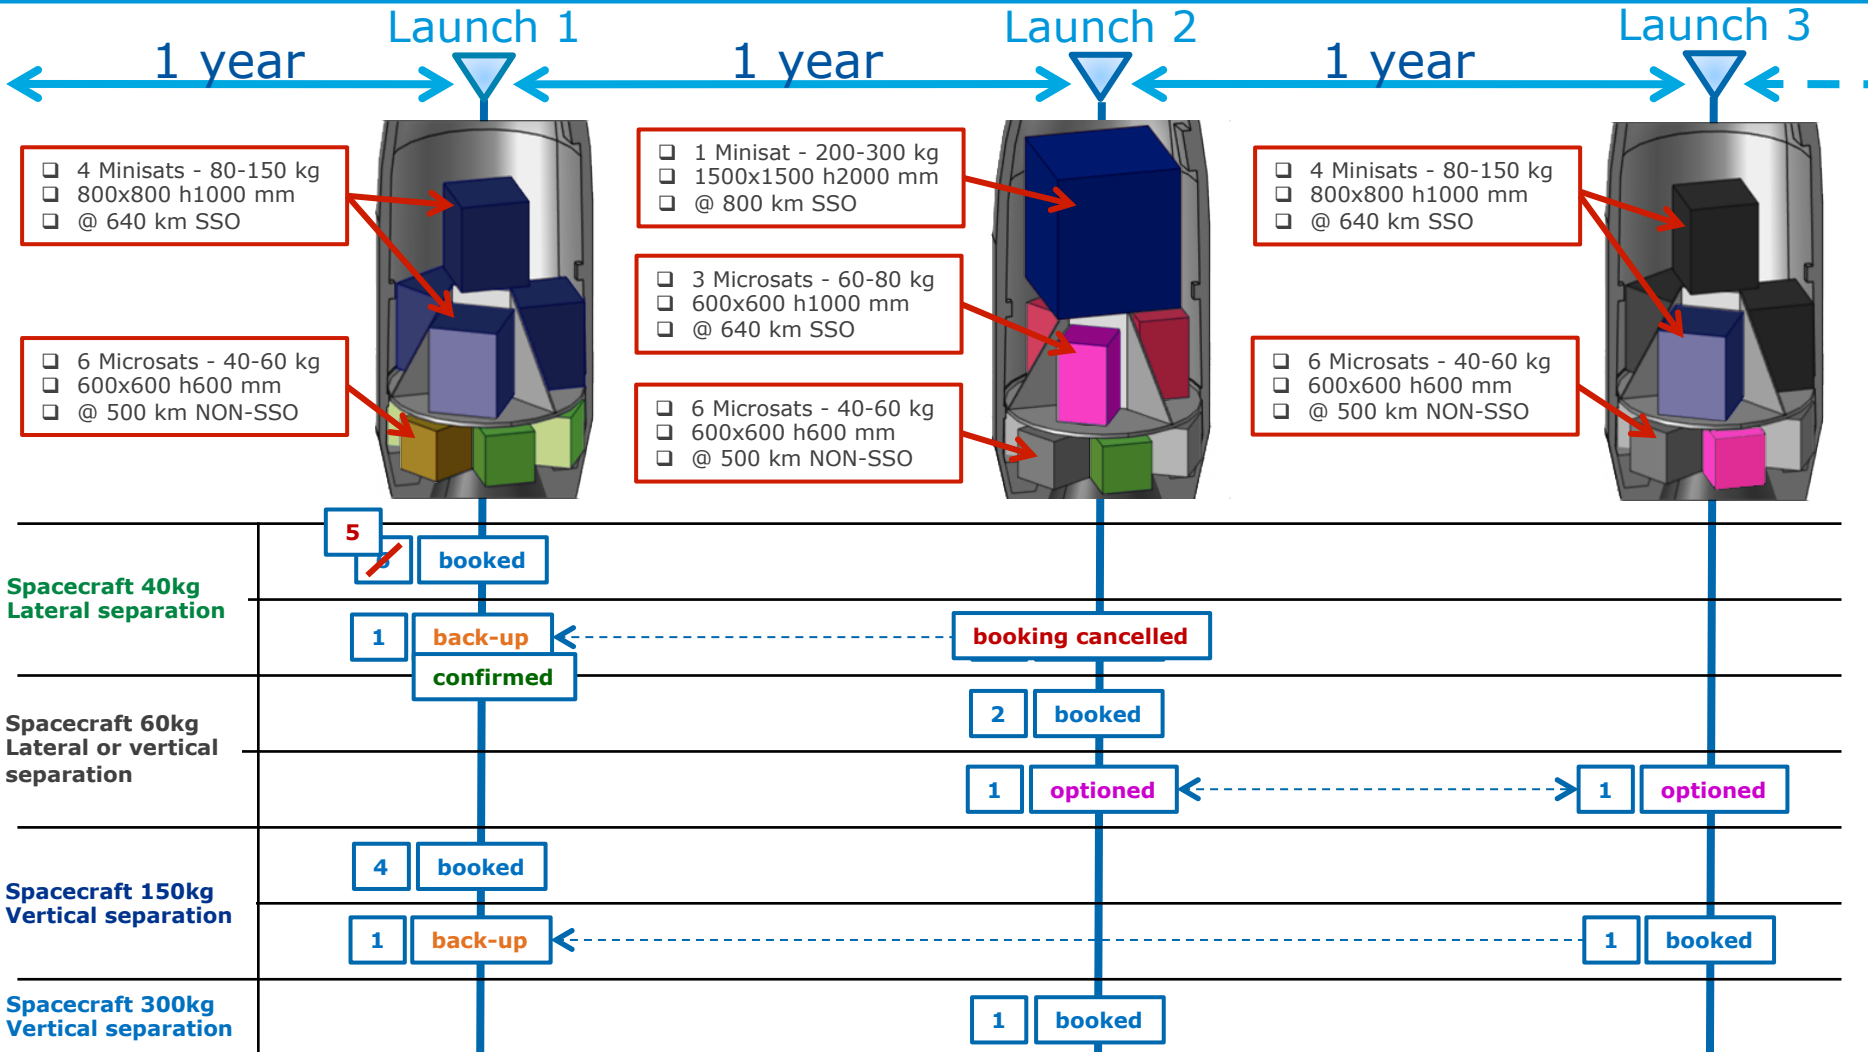 Launch 1
Launch 2
Launch 3
1 year
1 year
1 year
4 Minisats - 80-150 kg
800x800 h1000 mm
@ 640 km SSO
6 Microsats - 40-60 kg
600x600 h600 mm
@ 500 km NON-SSO
1 Minisat - 200-300 kg
1500x1500 h2000 mm
@ 800 km SSO
3 Microsats - 60-80 kg
600x600 h1000 mm
@ 640 km SSO
6 Microsats - 40-60 kg
600x600 h600 mm
@ 500 km NON-SSO
4 Minisats - 80-150 kg
800x800 h1000 mm
@ 640 km SSO
6 Microsats - 40-60 kg
600x600 h600 mm
@ 500 km NON-SSO
Spacecraft 40kg
Lateral separation
5
booked
1 back-up
booking cancelled
confirmed
Spacecraft 60kg
Lateral or vertical
separation
2 booked
1 optioned
1 optioned
Spacecraft 150kg
Vertical separation
4 booked
1 back-up
1 booked
Spacecraft 300kg
Vertical separation
1 booked